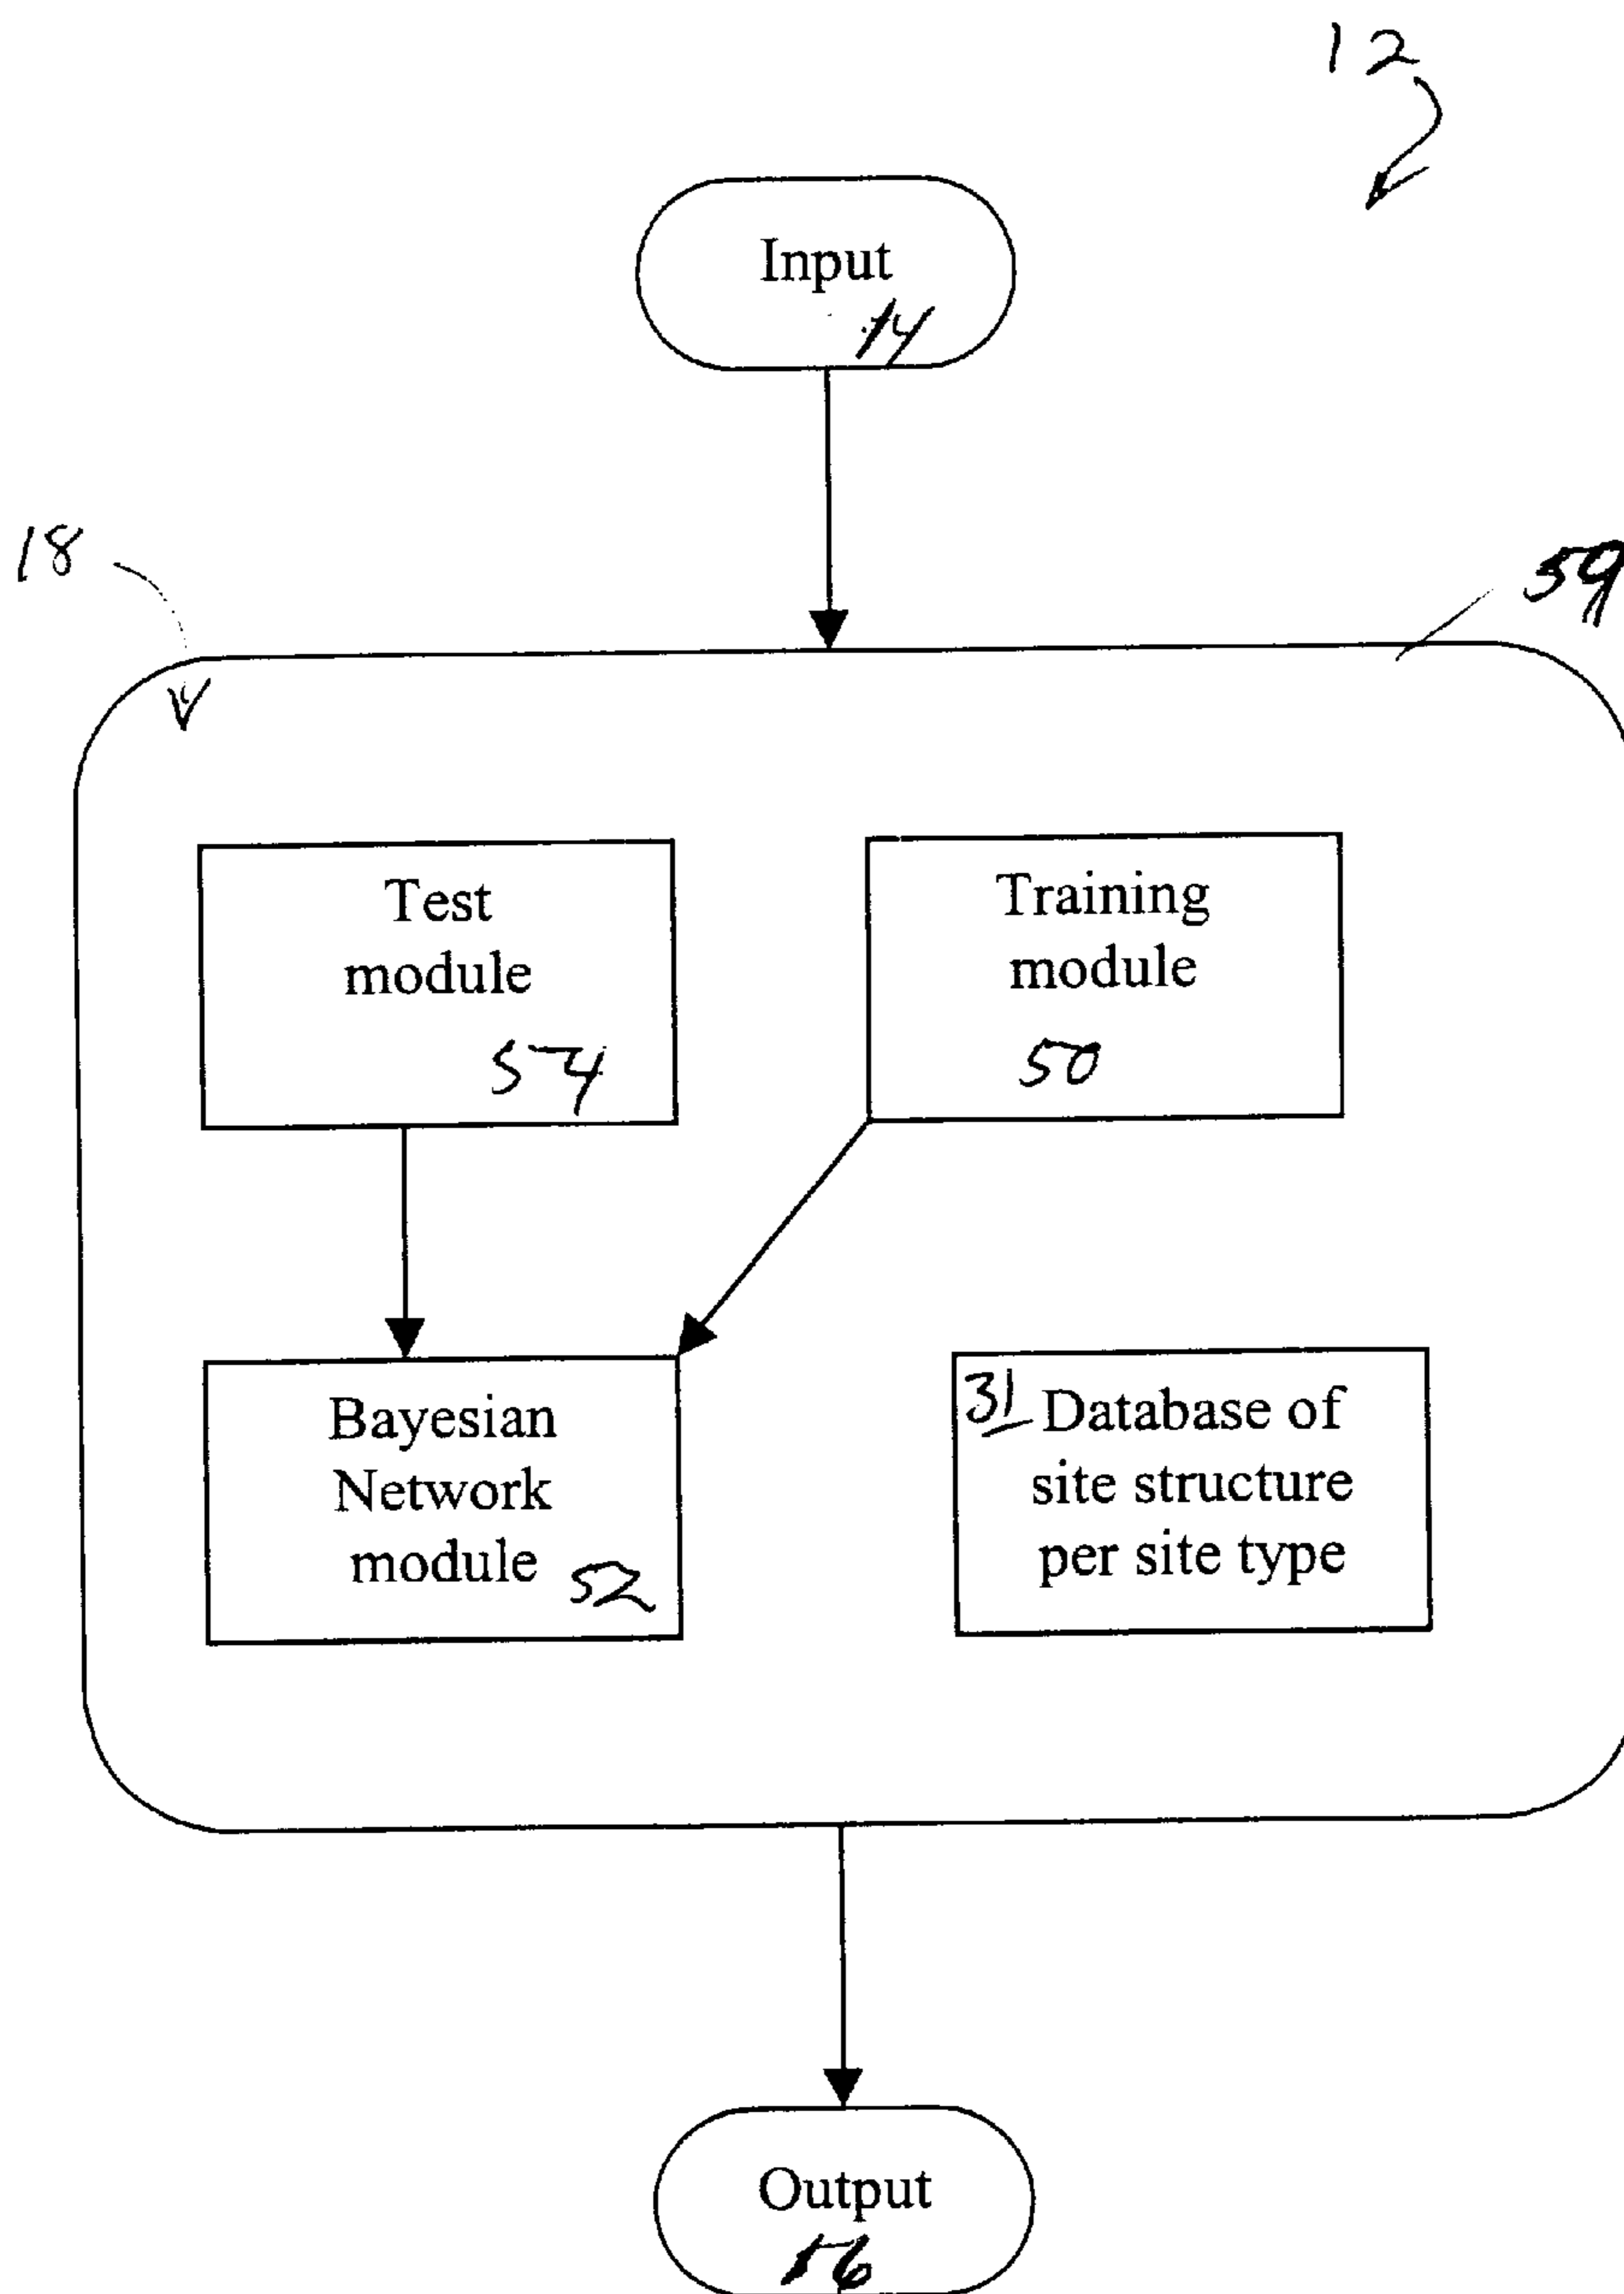 12
Input
14
18
59
Test
module
54
Training
module
50
Bayesian
Network
module 52
31 Database of
site structure
per site type
Output
16